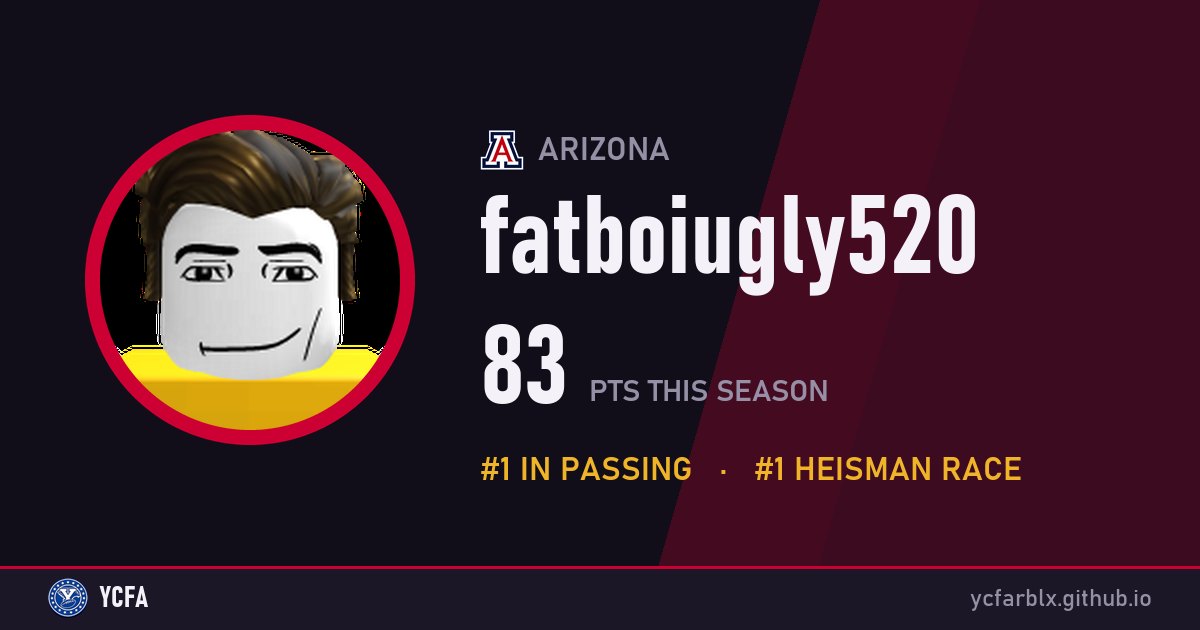 A ARIZONA
fatboiugly520
83 PTS THIS SEASON
#1 IN PASSING · #1 HEISMAN RACE
YCFA
ycfarblx.github.io